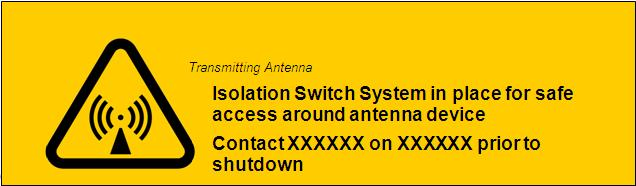 Transmitting Antenna
Isolation Switch System in place for safe
access around antenna device
Contact XXXXXX on XXXXXX prior to
shutdown